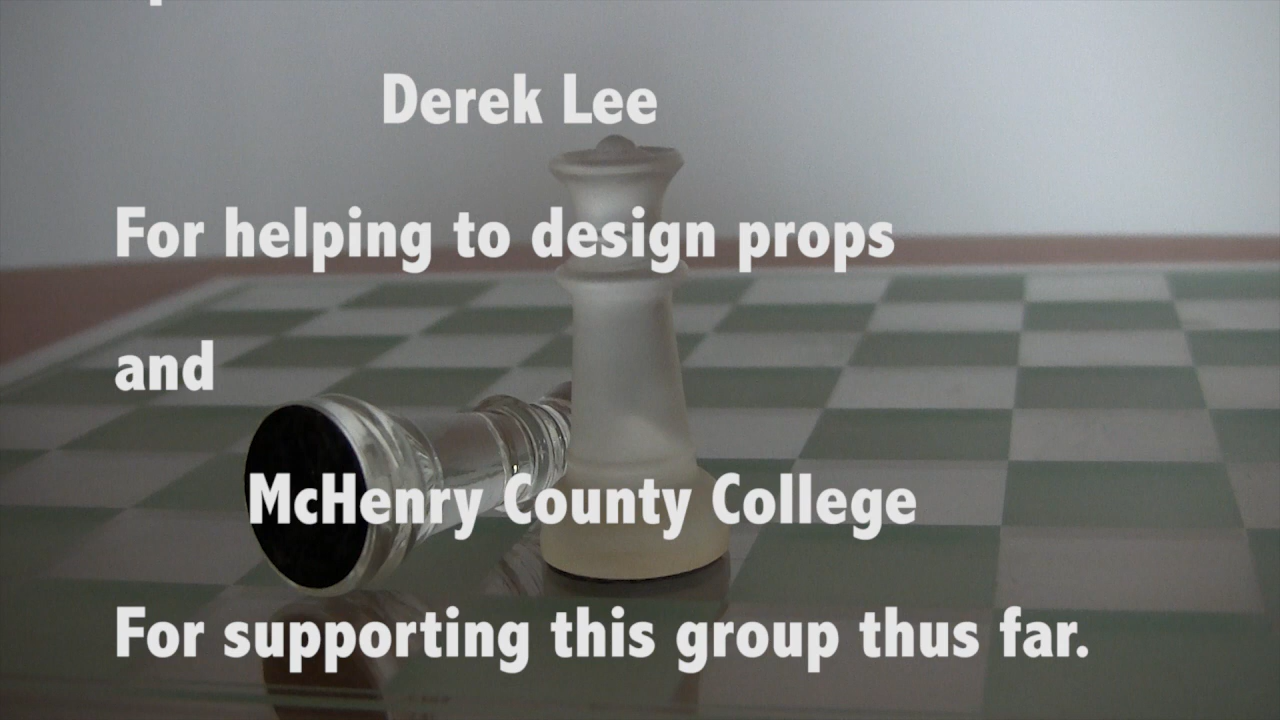 Derek Lee
For helping to design props
and
McHenry County College
For supporting this group thus far.